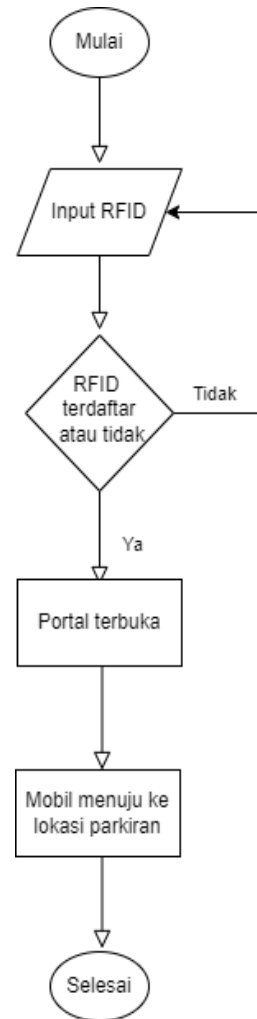 Mulai
Input RFID
RFID
terdaftar
atau tidak
Tidak
Ya
Portal terbuka
Mobil menuju ke
lokasi parkiran
Selesai